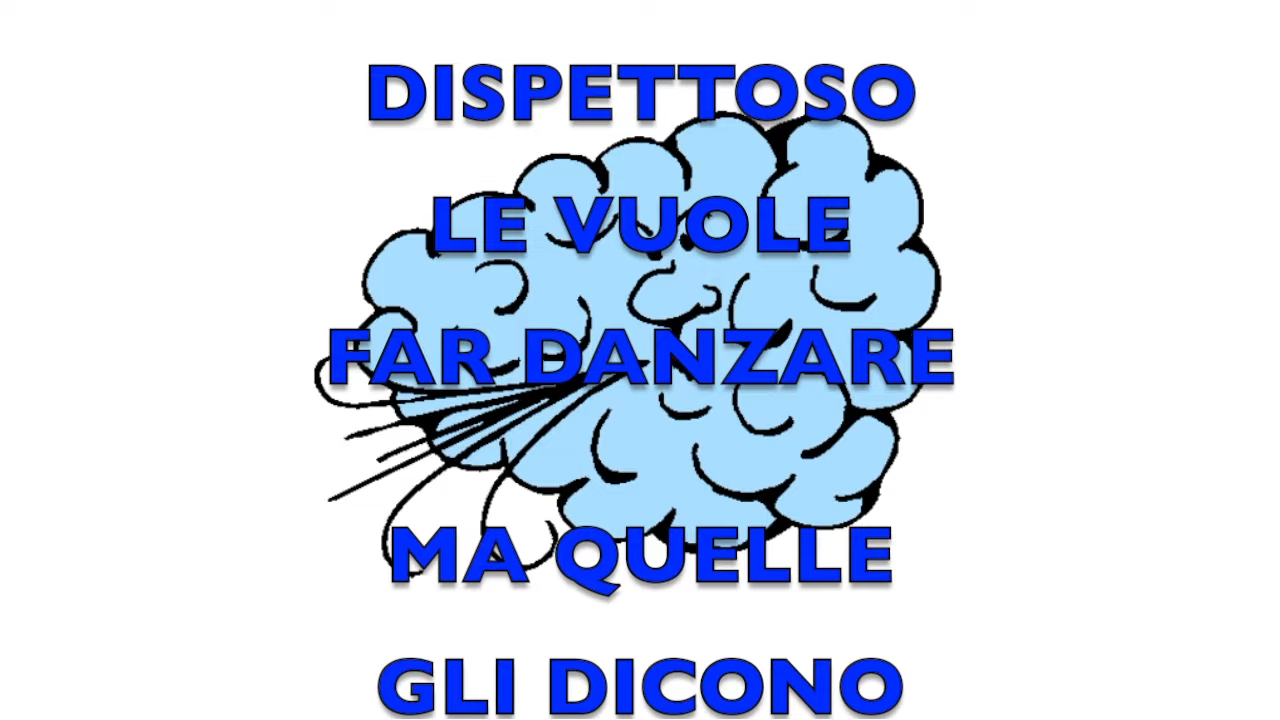 DISPETTOSO
LE VUOLE
FAR DANZARE
MA QUELLE
GLI DICONO